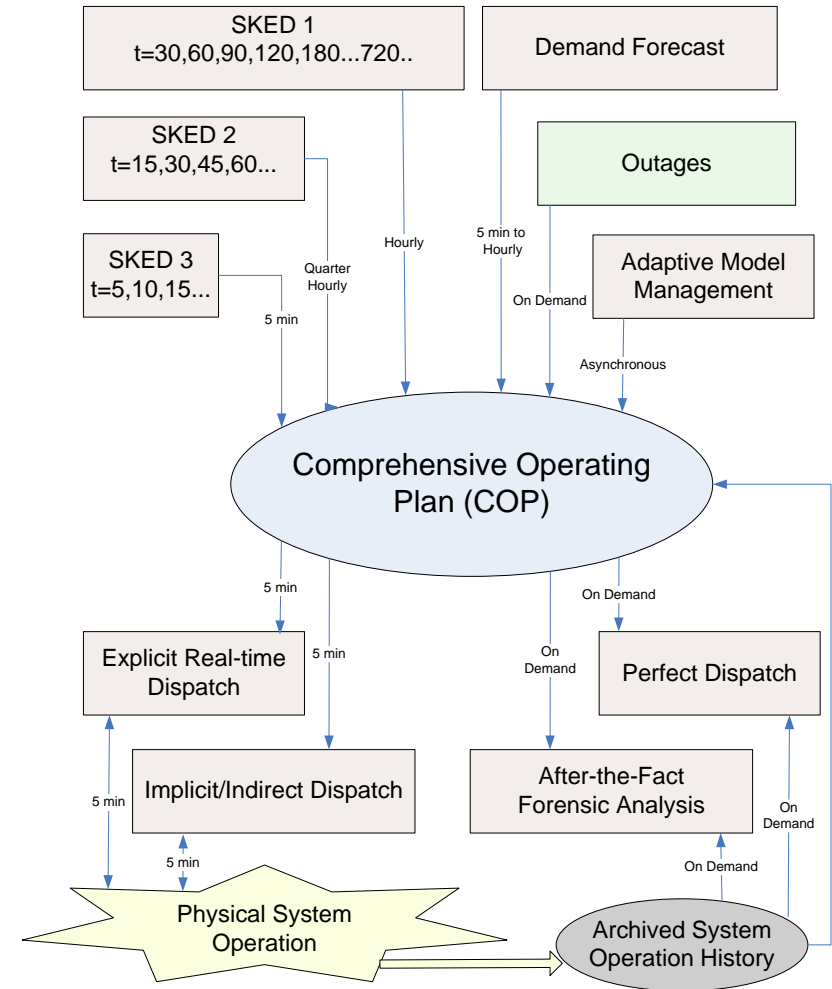 SKED 1
t=30,60,90,120,180...720..
Demand Forecast
SKED 2
t=15,30,45,60...
Outages
SKED 3
t=5,10,15...
Adaptive Model
Management
Hourly
5 min to
Hourly
Quarter
Hourly
On Demand
5 min
Asynchronous
Comprehensive Operating
Plan (COP)
5 min
On Demand
5 min
On
Demand
Explicit Real-time
Dispatch
Perfect Dispatch
Implicit/Indirect Dispatch
After-the-Fact
Forensic Analysis
5 min
On
Demand
5 min
On Demand
Physical System
Operation
Archived System
Operation History